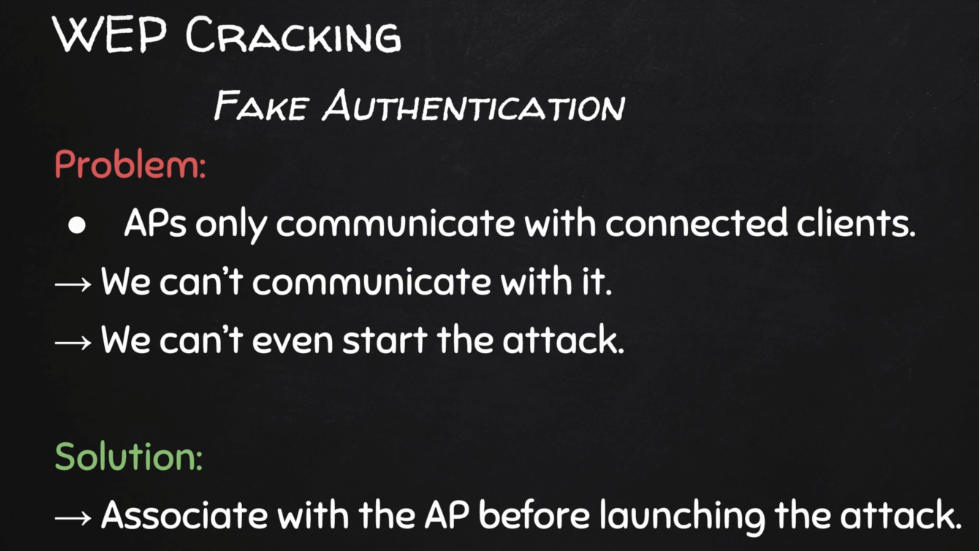 WEP Cracking
Fake Authentication
Problem:
● APs only communicate with connected clients.
→ We can't communicate with it.
→ We can't even start the attack.
Solution:
→ Associate with the AP before launching the attack.